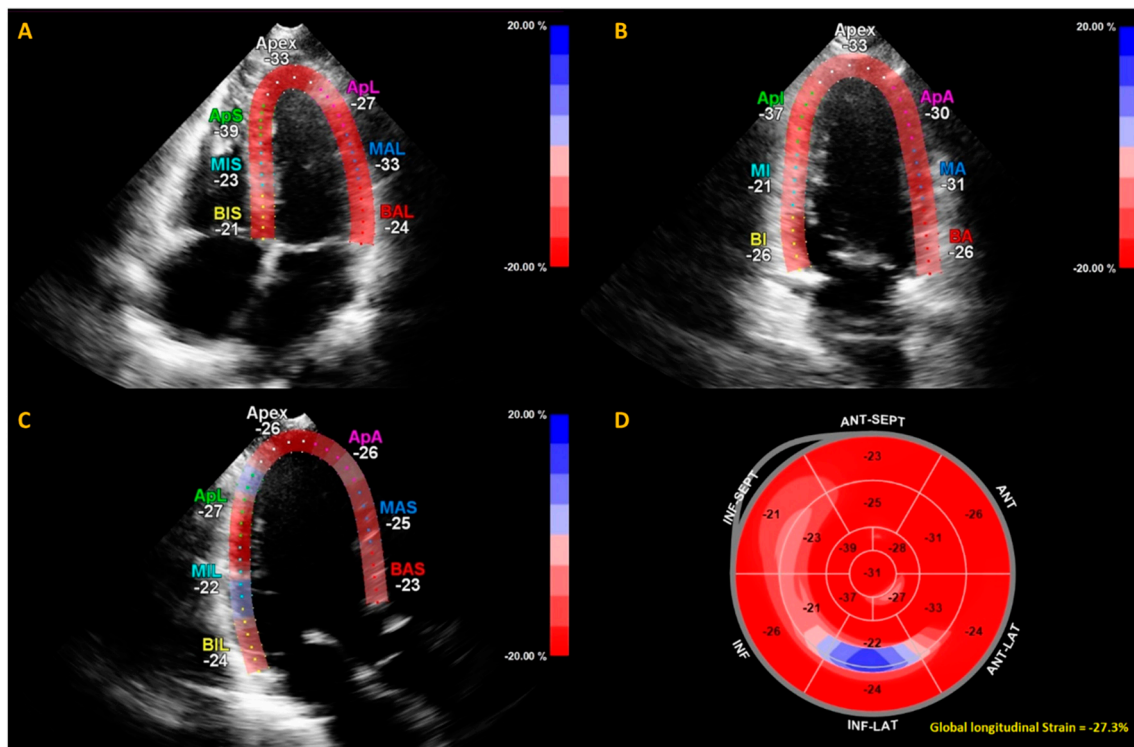 A
20.00 %
Apex
-33
ApL
-27
ApS
-39
MAL
-33
MIS
-23
BIS
-21
BAL
-24
-20.00 %
B
20.00 %
Apex
-33
ApI
-37
ApA
-30
MI
-21
MA
-31
BI
-26
BA
-26
-20.00 %
C
20.00 %
Apex
-26
ApA
-26
ApL
-27
MAS
-25
MIL
-22
BAS
-23
BIL
-24
-20.00 %
D
ANT-SEPT
-23
INF-SEPT
ANT
-21
-25
-26
-23
-31
-39
-28
-31
-37
-27
-21
-33
-26
-22
-24
INF
ANT-LAT
-24
INF-LAT
Global longitudinal Strain = -27.3%